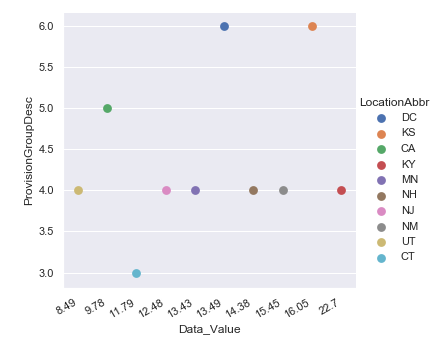 6.0
5.5
5.0
4.5
4.0
3.5
3.0
ProvisionGroupDesc
8.49
9.78
11.79
12.48
13.43
13.49
14.38
15.45
16.05
22.7
Data_Value
LocationAbbr
DC
KS
CA
KY
MN
NH
NJ
NM
UT
CT